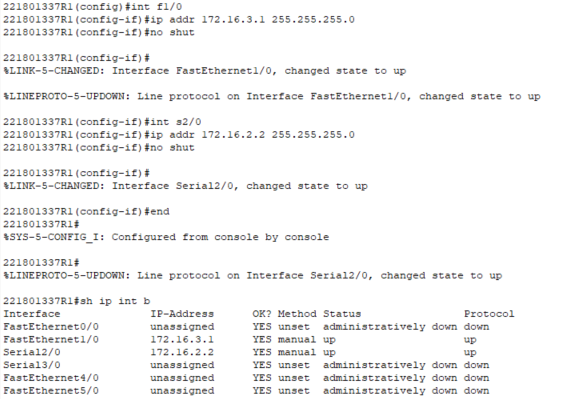 221801337R1(config)#int f1/0
221801337R1(config-if)#ip addr 172.16.3.1 255.255.255.0
221801337R1(config-if)#no shut
221801337R1(config-if)#
%LINK-5-CHANGED: Interface FastEthernet1/0, changed state to up
%LINEPROTO-5-UPDOWN: Line protocol on Interface FastEthernet1/0, changed state to up
221801337R1(config-if)#int s2/0
221801337R1(config-if)#ip addr 172.16.2.2 255.255.255.0
221801337R1(config-if)#no shut
221801337R1(config-if)#
%LINK-5-CHANGED: Interface Serial2/0, changed state to up
221801337R1(config-if)#end
221801337R1#
%SYS-5-CONFIG_I: Configured from console by console
221801337R1#
%LINEPROTO-5-UPDOWN: Line protocol on Interface Serial2/0, changed state to up
221801337R1#sh ip int b
Interface IP-Address OK? Method Status Protocol
FastEthernet0/0 unassigned YES unset administratively down down
FastEthernet1/0 172.16.3.1 YES manual up up
Serial2/0 172.16.2.2 YES manual up up
Serial3/0 unassigned YES unset administratively down down
FastEthernet4/0 unassigned YES unset administratively down down
FastEthernet5/0 unassigned YES unset administratively down down